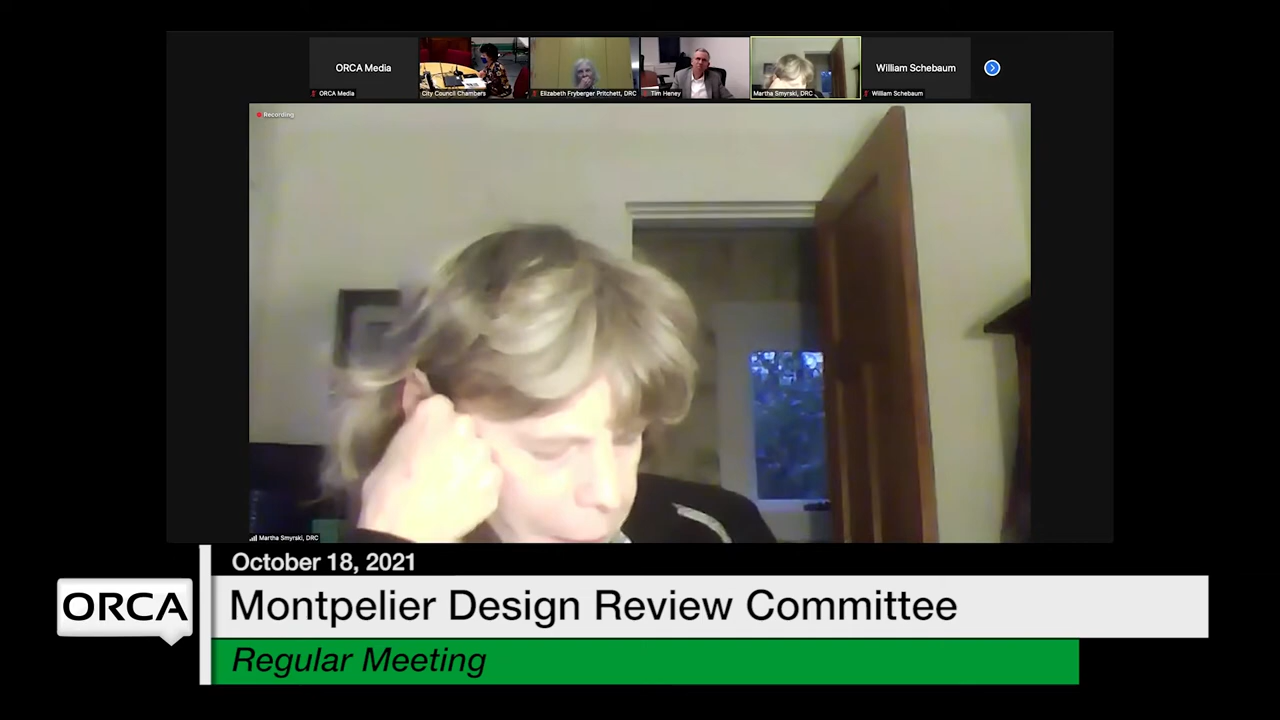 ORCA Media
William Schebaum
ORCA Media
City Council Chambers
Elizabeth Fryberger Pritchett, DRC
Tim Heney
Martha Smyrski, DRC
William Schebaum
Recording
Martha Smyrski, DRC
October 18, 2021
ORCA
Montpelier Design Review Committee
Regular Meeting